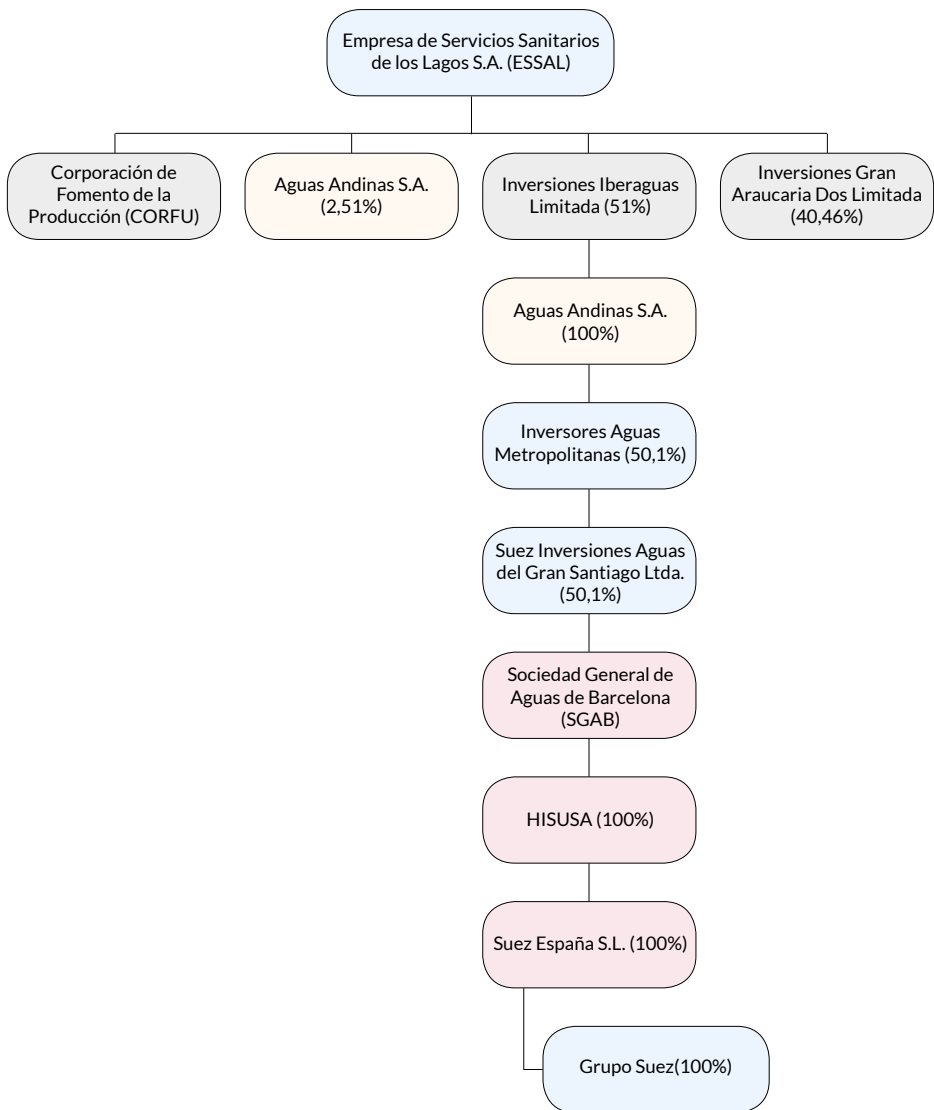 Empresa de Servicios Sanitarios
de los Lagos S.A. (ESSAL)
Corporación de
Fomento de la
Producción (CORFU)
Aguas Andinas S.A.
(2,51%)
Inversiones Iberaguas
Limitada (51%)
Inversiones Gran
Araucaria Dos Limitada
(40,46%)
Aguas Andinas S.A.
(100%)
Inversores Aguas
Metropolitanas (50,1%)
Suez Inversiones Aguas
del Gran Santiago Ltda.
(50,1%)
Sociedad General de
Aguas de Barcelona
(SGAB)
HISUSA (100%)
Suez España S.L. (100%)
Grupo Suez(100%)